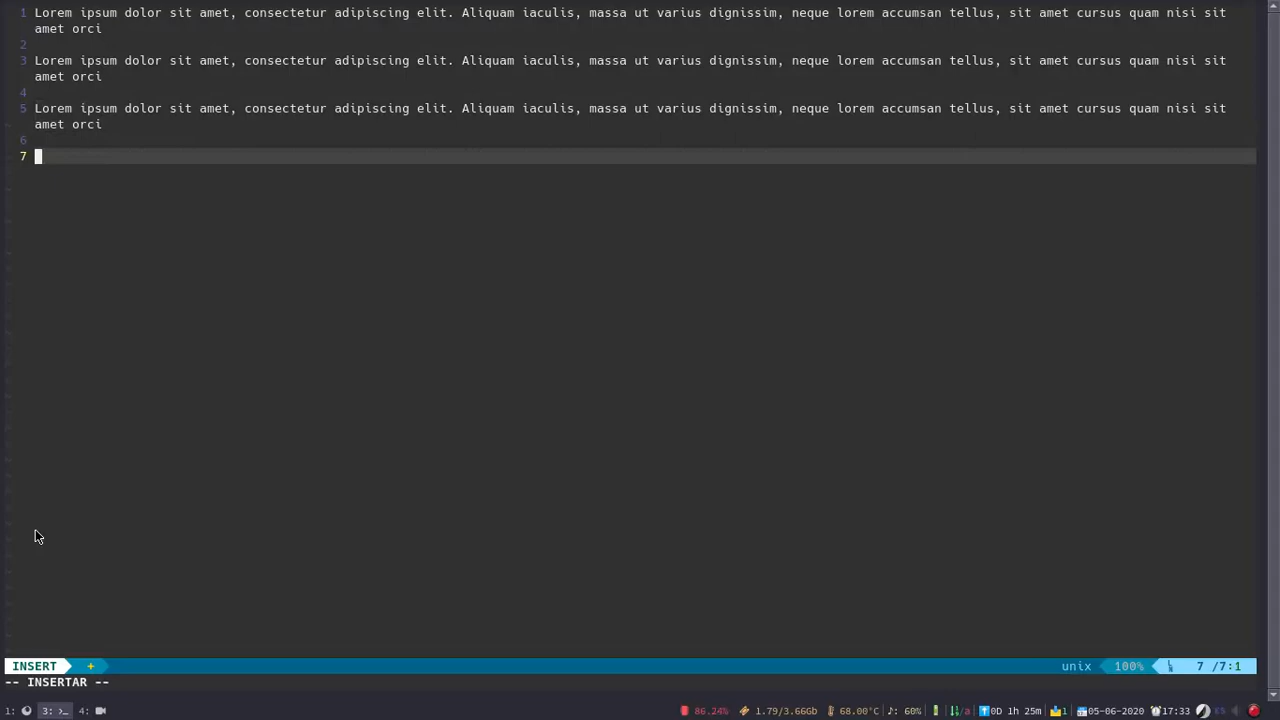 1 Lorem ipsum dolor sit amet, consectetur adipiscing elit. Aliquam iaculis, massa ut varius dignissim, neque lorem accumsan tellus, sit amet cursus quam nisi sit
amet orci
2
3 Lorem ipsum dolor sit amet, consectetur adipiscing elit. Aliquam iaculis, massa ut varius dignissim, neque lorem accumsan tellus, sit amet cursus quam nisi sit
amet orci
4
5 Lorem ipsum dolor sit amet, consectetur adipiscing elit. Aliquam iaculis, massa ut varius dignissim, neque lorem accumsan tellus, sit amet cursus quam nisi sit
amet orci
6
7
INSERT + unix 100% 7 /7:1
-- INSERTAR --
1: 3: >_ 4: 86.24% 1.79/3.66Gb 68.00°C 60% /a 0D 1h 25m 1 05-06-2020 17:33 ES